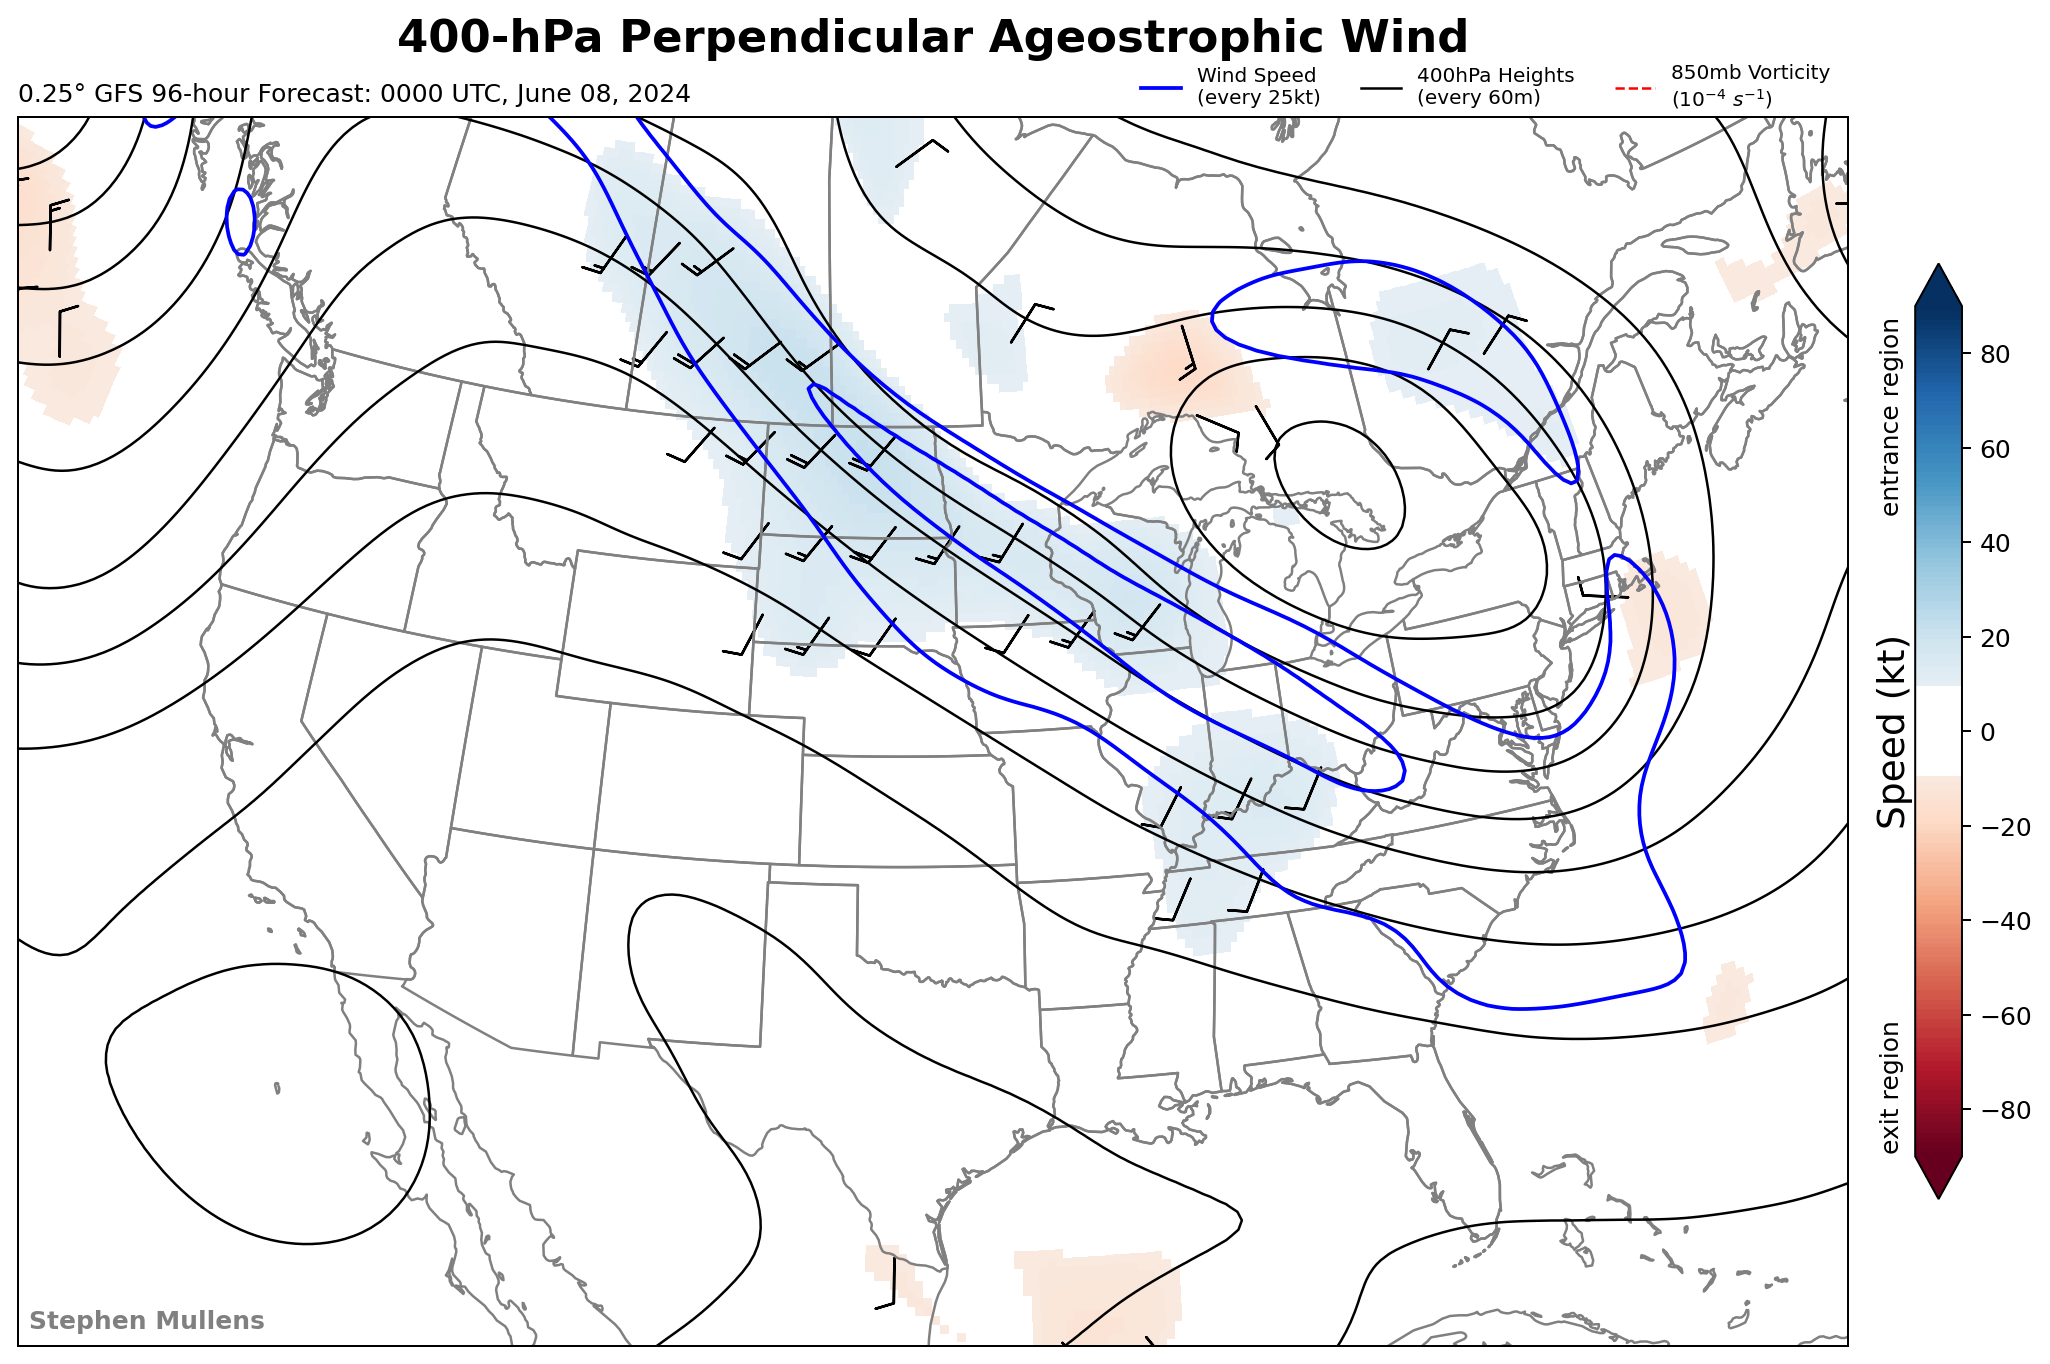 400-hPa Perpendicular Ageostrophic Wind
0.25° GFS 96-hour Forecast: 0000 UTC, June 08, 2024
Wind Speed
(every 25kt)
400hPa Heights
(every 60m)
850mb Vorticity
(10⁻⁴ s⁻¹)
entrance region
Speed (kt)
exit region
80
60
40
20
0
−20
−40
−60
−80
Stephen Mullens